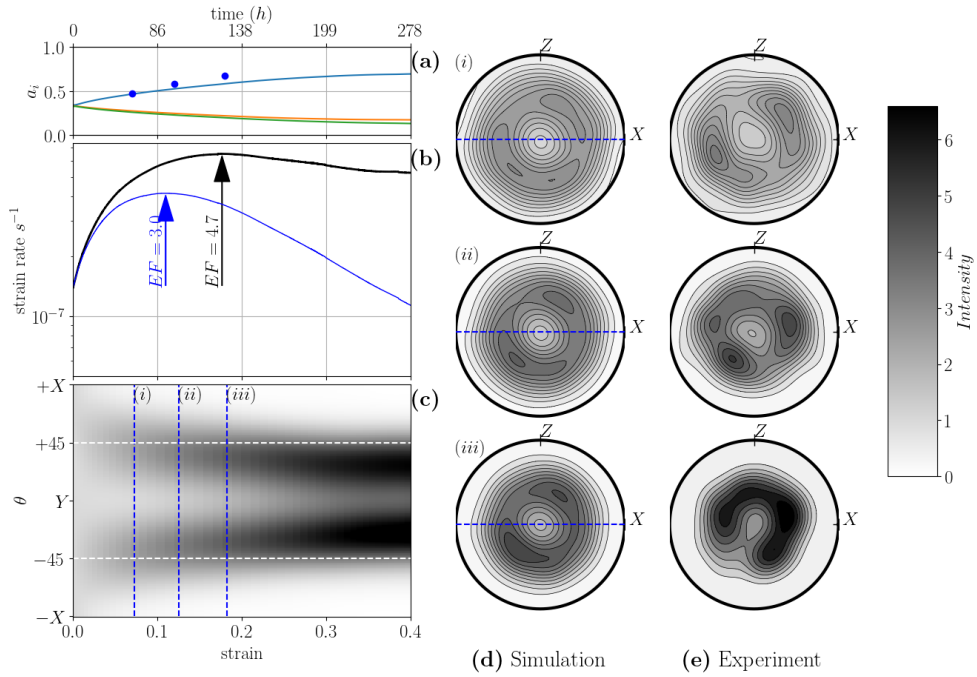 time (h)
0 86 138 199 278
(a)
1.0
0.5
0.0
a_i
(b)
strain rate s^{-1}
10^{-7}
EF = 3.0
EF = 4.7
(c)
+X
+45
Y
−45
−X
θ
(i) (ii) (iii)
0.0 0.1 0.2 0.3 0.4
strain
(i)
Z Z
X X
(ii)
Z Z
X X
(iii)
Z Z
X X
(d) Simulation (e) Experiment
6
5
4
3
2
1
0
Intensity